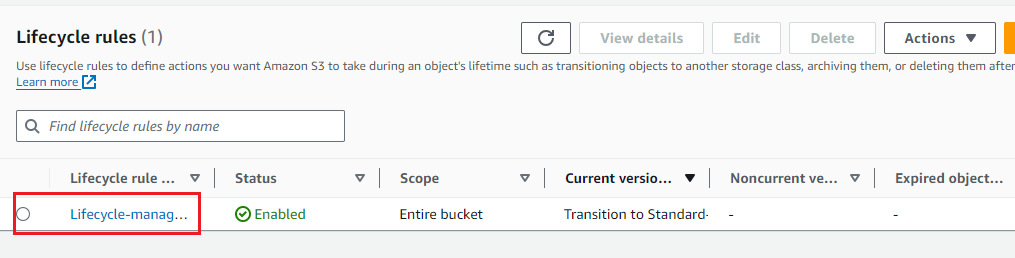 Lifecycle rules (1)
View details
Edit
Delete
Actions
Use lifecycle rules to define actions you want Amazon S3 to take during an object's lifetime such as transitioning objects to another storage class, archiving them, or deleting them after
Learn more
Find lifecycle rules by name
Lifecycle rule ... Status Scope Current versio... Noncurrent ve... Expired object...
Lifecycle-manag... Enabled Entire bucket Transition to Standard- - -